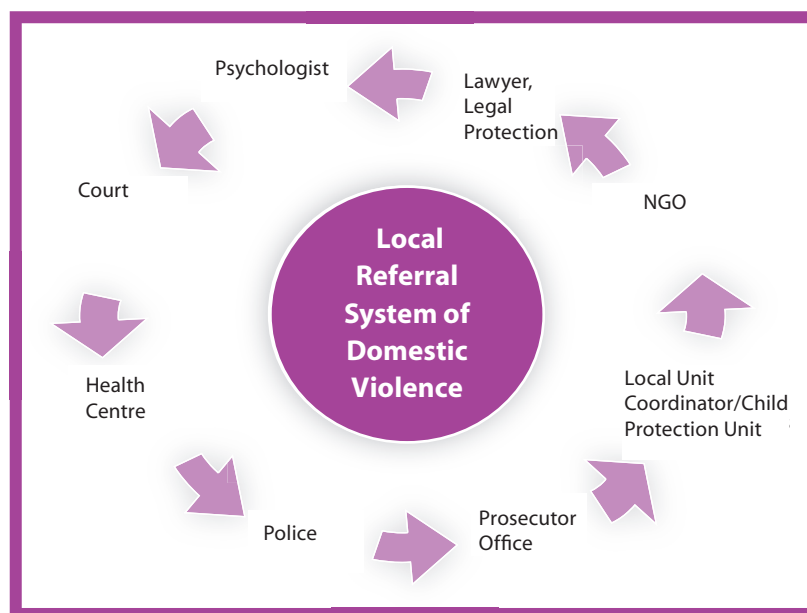 Psychologist
Lawyer,
Legal
Protection
Court
NGO
Local
Referral
System of
Domestic
Violence
Health
Centre
Local Unit
Coordinator/Child
Protection Unit
Police
Prosecutor
Office